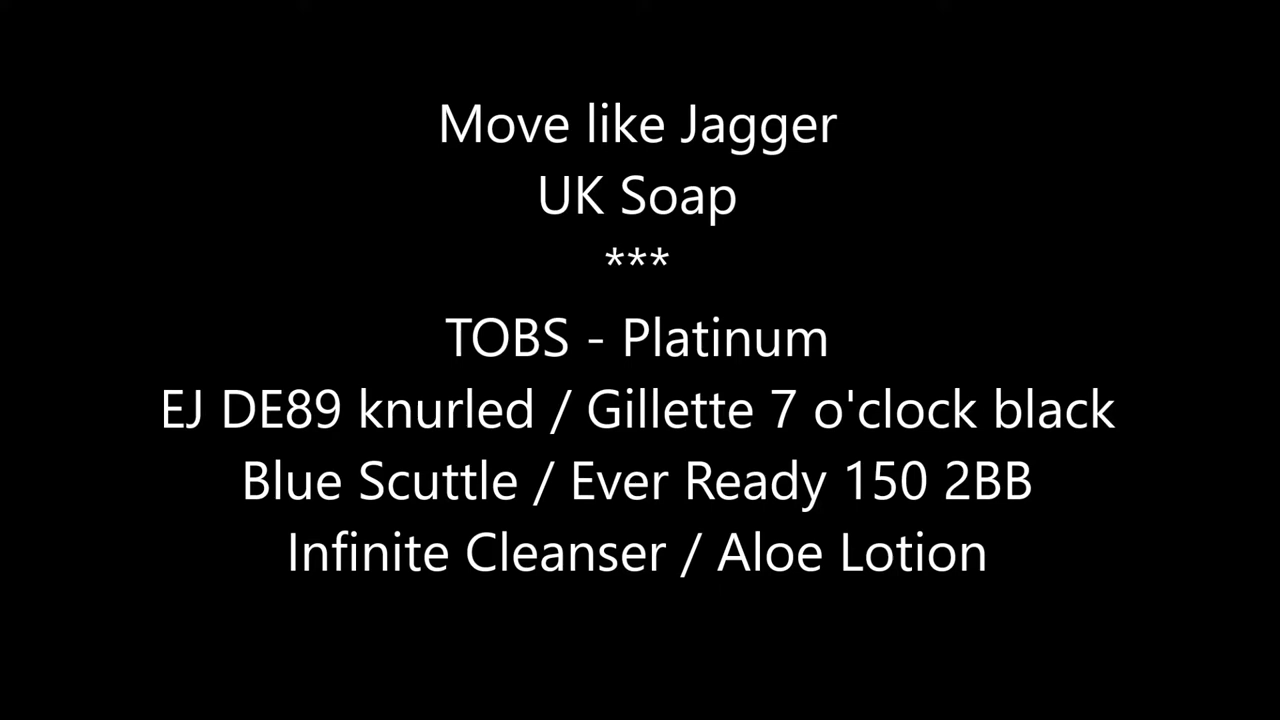 Move like Jagger
UK Soap
***
TOBS - Platinum
EJ DE89 knurled / Gillette 7 o'clock black
Blue Scuttle / Ever Ready 150 2BB
Infinite Cleanser / Aloe Lotion